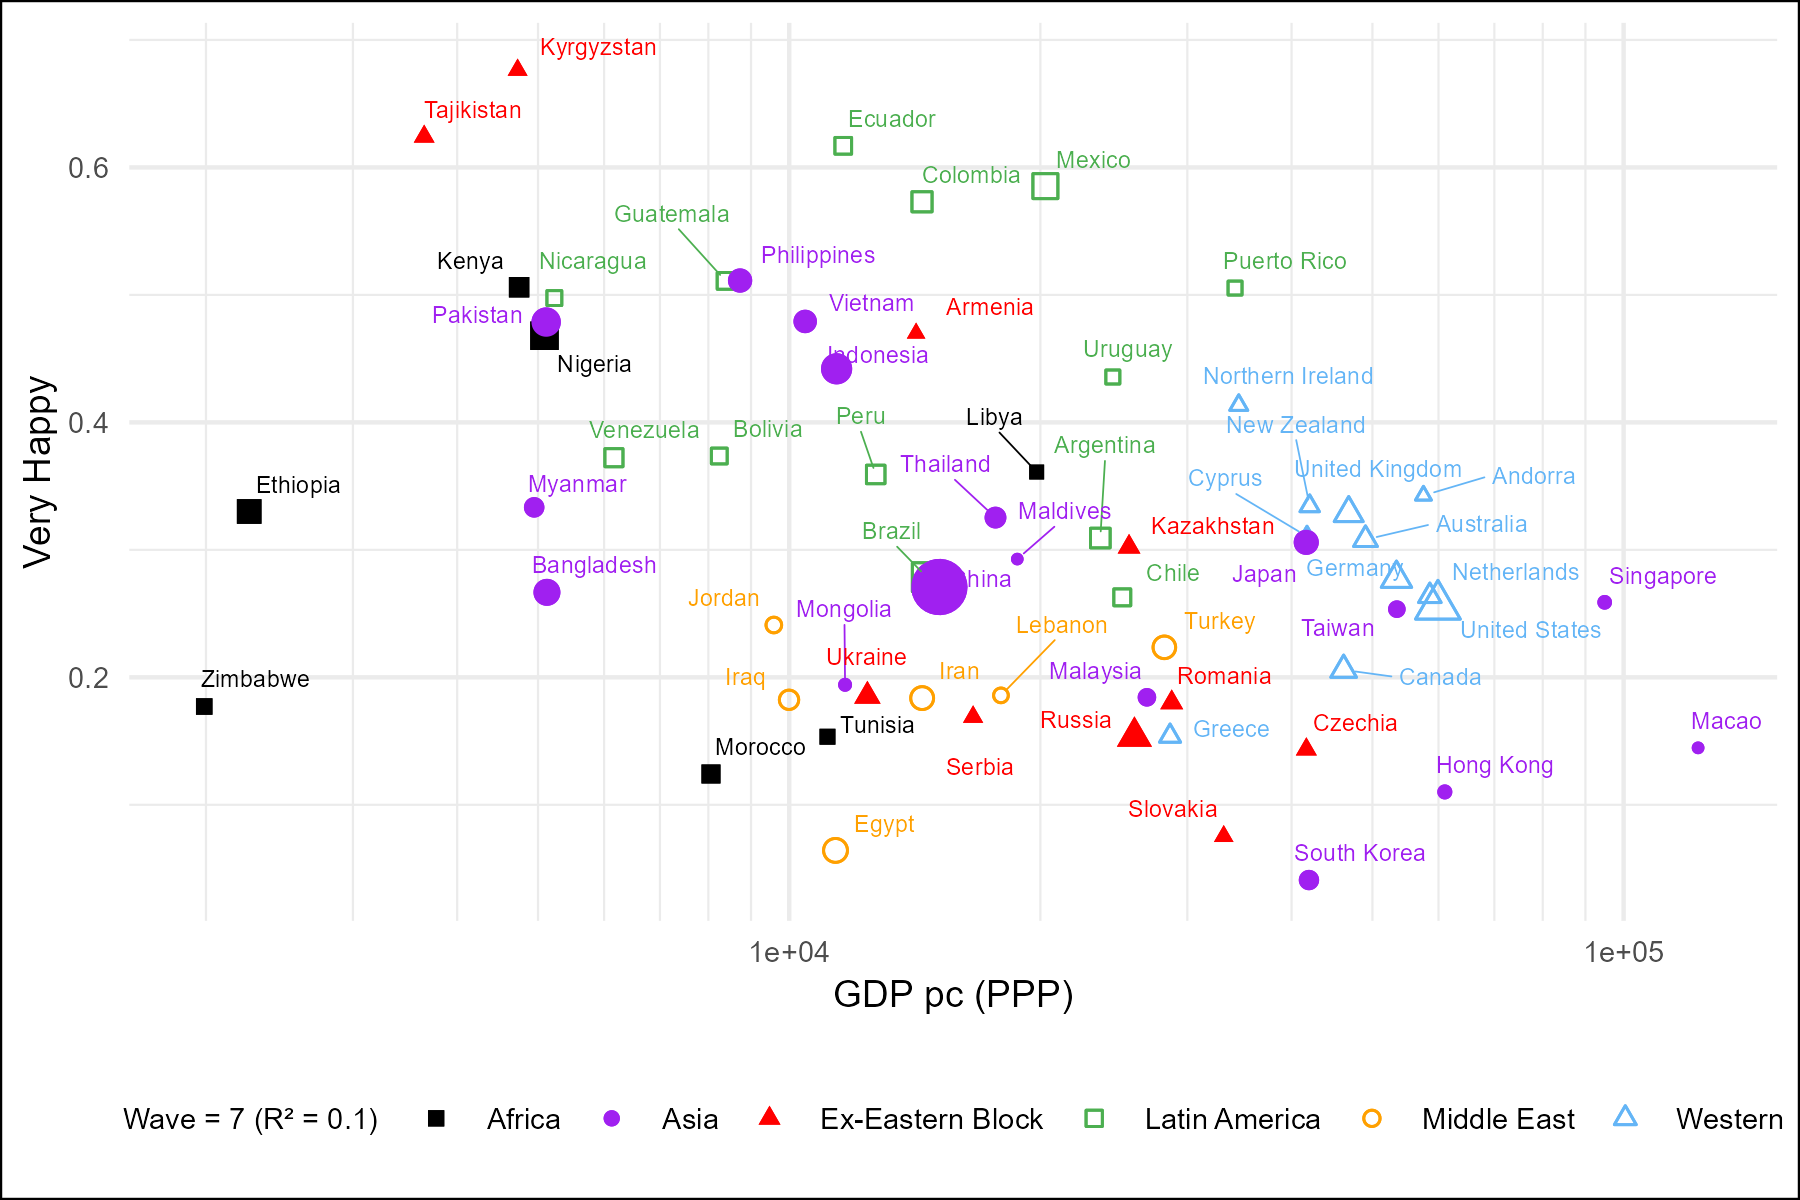 Kyrgyzstan
Tajikistan
Ecuador
Mexico
0.6
Colombia
Guatemala
Kenya
Nicaragua
Philippines
Puerto Rico
Pakistan
Vietnam
Armenia
Nigeria
Indonesia
Uruguay
Northern Ireland
0.4
Venezuela
Bolivia
Peru
Libya
New Zealand
Argentina
Thailand
United Kingdom
Andorra
Cyprus
Ethiopia
Myanmar
Maldives
Kazakhstan
Australia
Very Happy
Brazil
Bangladesh
China
Chile
Japan
Germany
Netherlands
Singapore
Jordan
Mongolia
Lebanon
Turkey
Taiwan
United States
0.2
Zimbabwe
Iraq
Ukraine
Iran
Malaysia
Romania
Canada
Morocco
Tunisia
Russia
Greece
Czechia
Macao
Serbia
Hong Kong
Egypt
Slovakia
South Korea
1e+04
1e+05
GDP pc (PPP)
Wave = 7 (R² = 0.1) Africa Asia Ex-Eastern Block Latin America Middle East Western